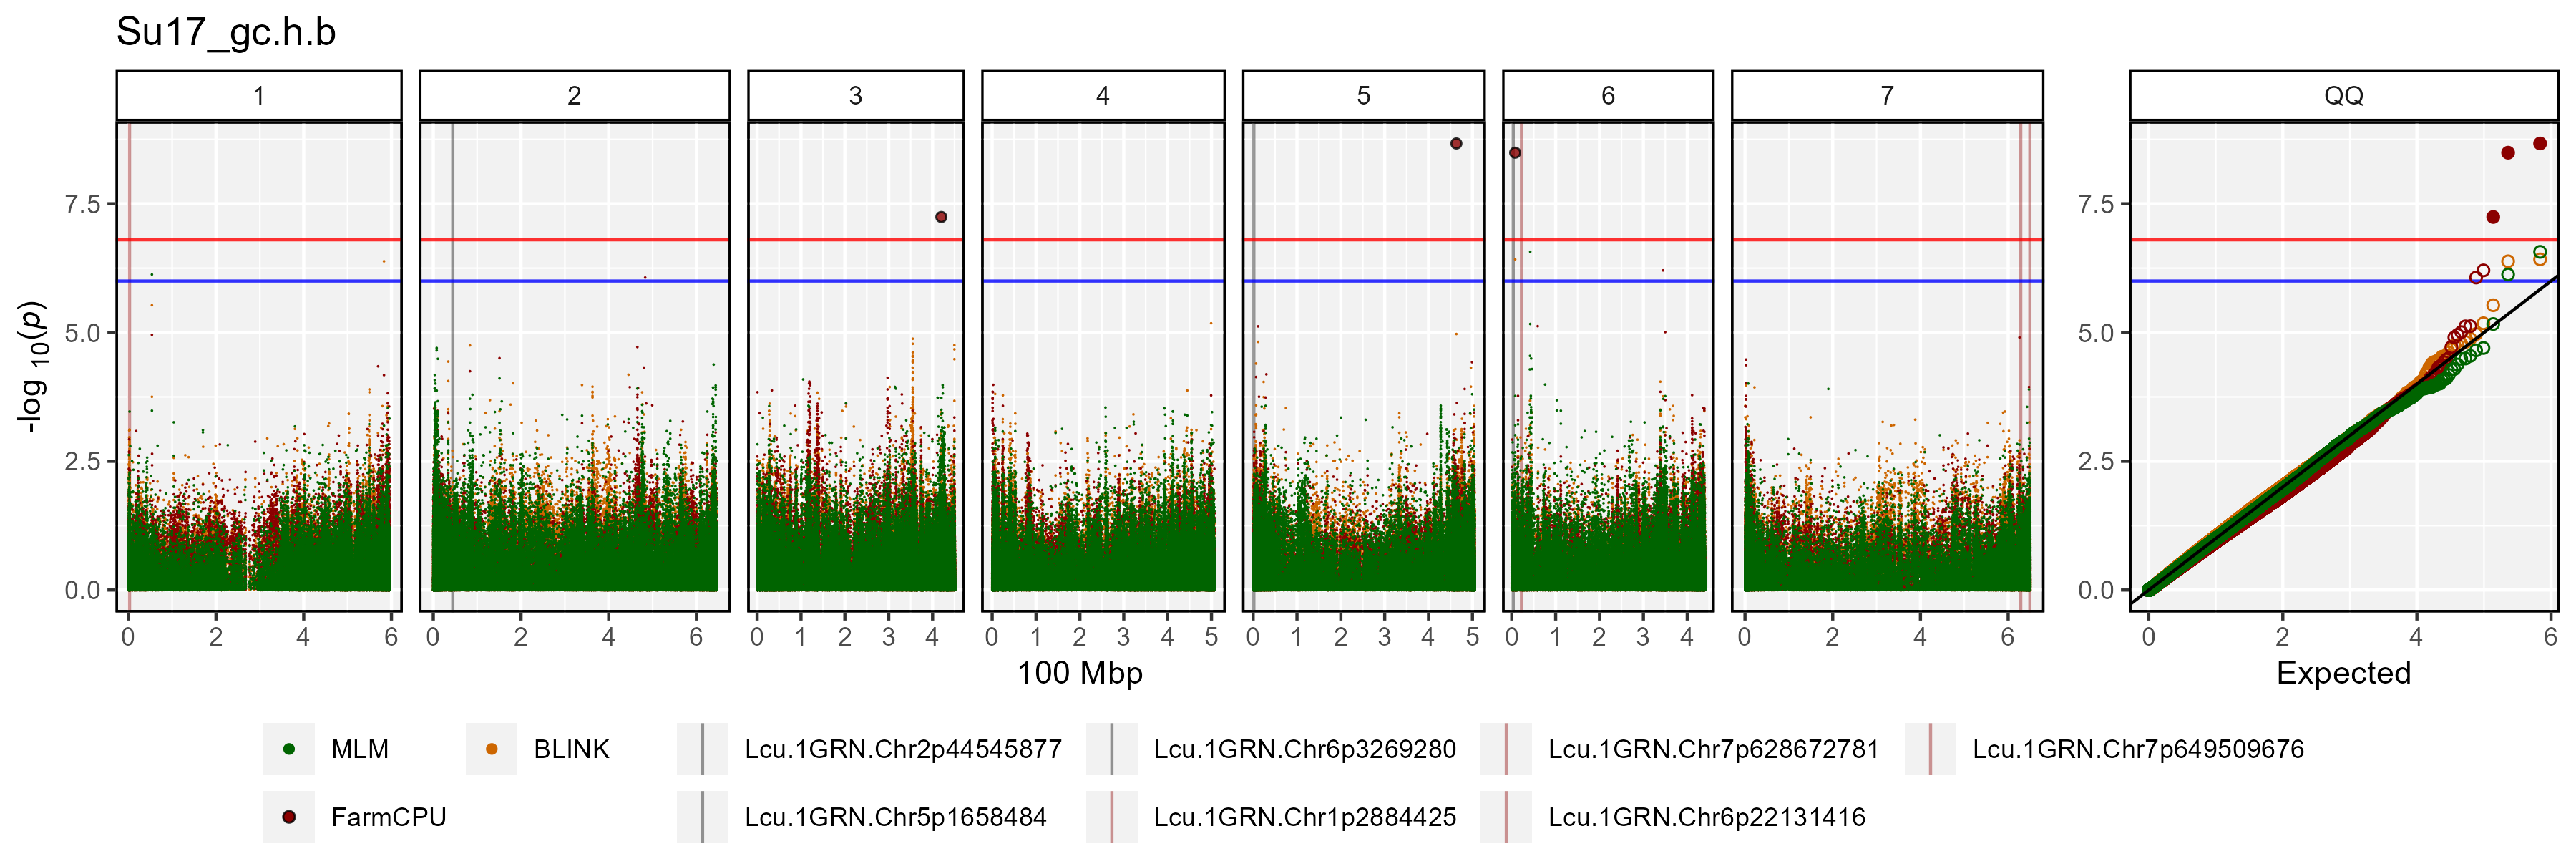 Su17_gc.h.b
1 2 3 4 5 6 7 QQ
7.5 7.5
5.0 5.0
2.5 2.5
0.0 0.0
-log 10(p)
0 2 4 6 0 2 4 6 0 1 2 3 4 0 1 2 3 4 5 0 1 2 3 4 5 0 1 2 3 4 0 2 4 6 0 2 4 6
100 Mbp Expected
MLM BLINK Lcu.1GRN.Chr2p44545877 Lcu.1GRN.Chr6p3269280 Lcu.1GRN.Chr7p628672781 Lcu.1GRN.Chr7p649509676
FarmCPU Lcu.1GRN.Chr5p1658484 Lcu.1GRN.Chr1p2884425 Lcu.1GRN.Chr6p22131416